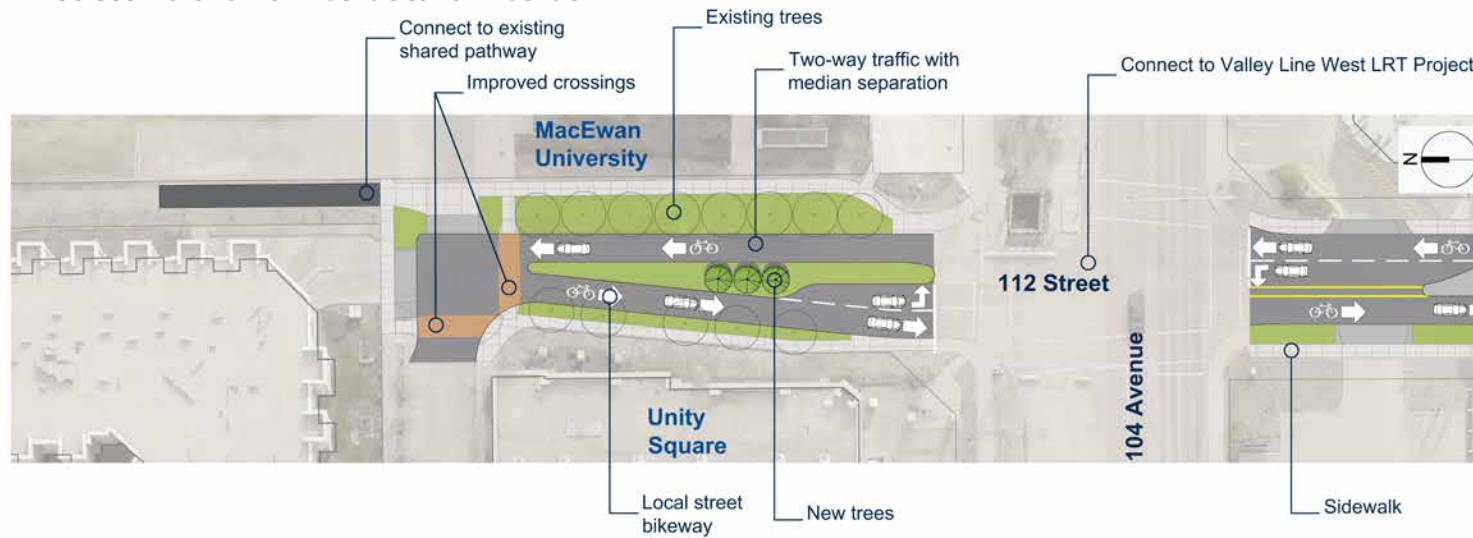 Connect to existing
shared pathway
Existing trees
Improved crossings
Two-way traffic with
median separation
Connect to Valley Line West LRT Project
MacEwan
University
N
112 Street
104 Avenue
Unity
Square
Local street
bikeway
New trees
Sidewalk